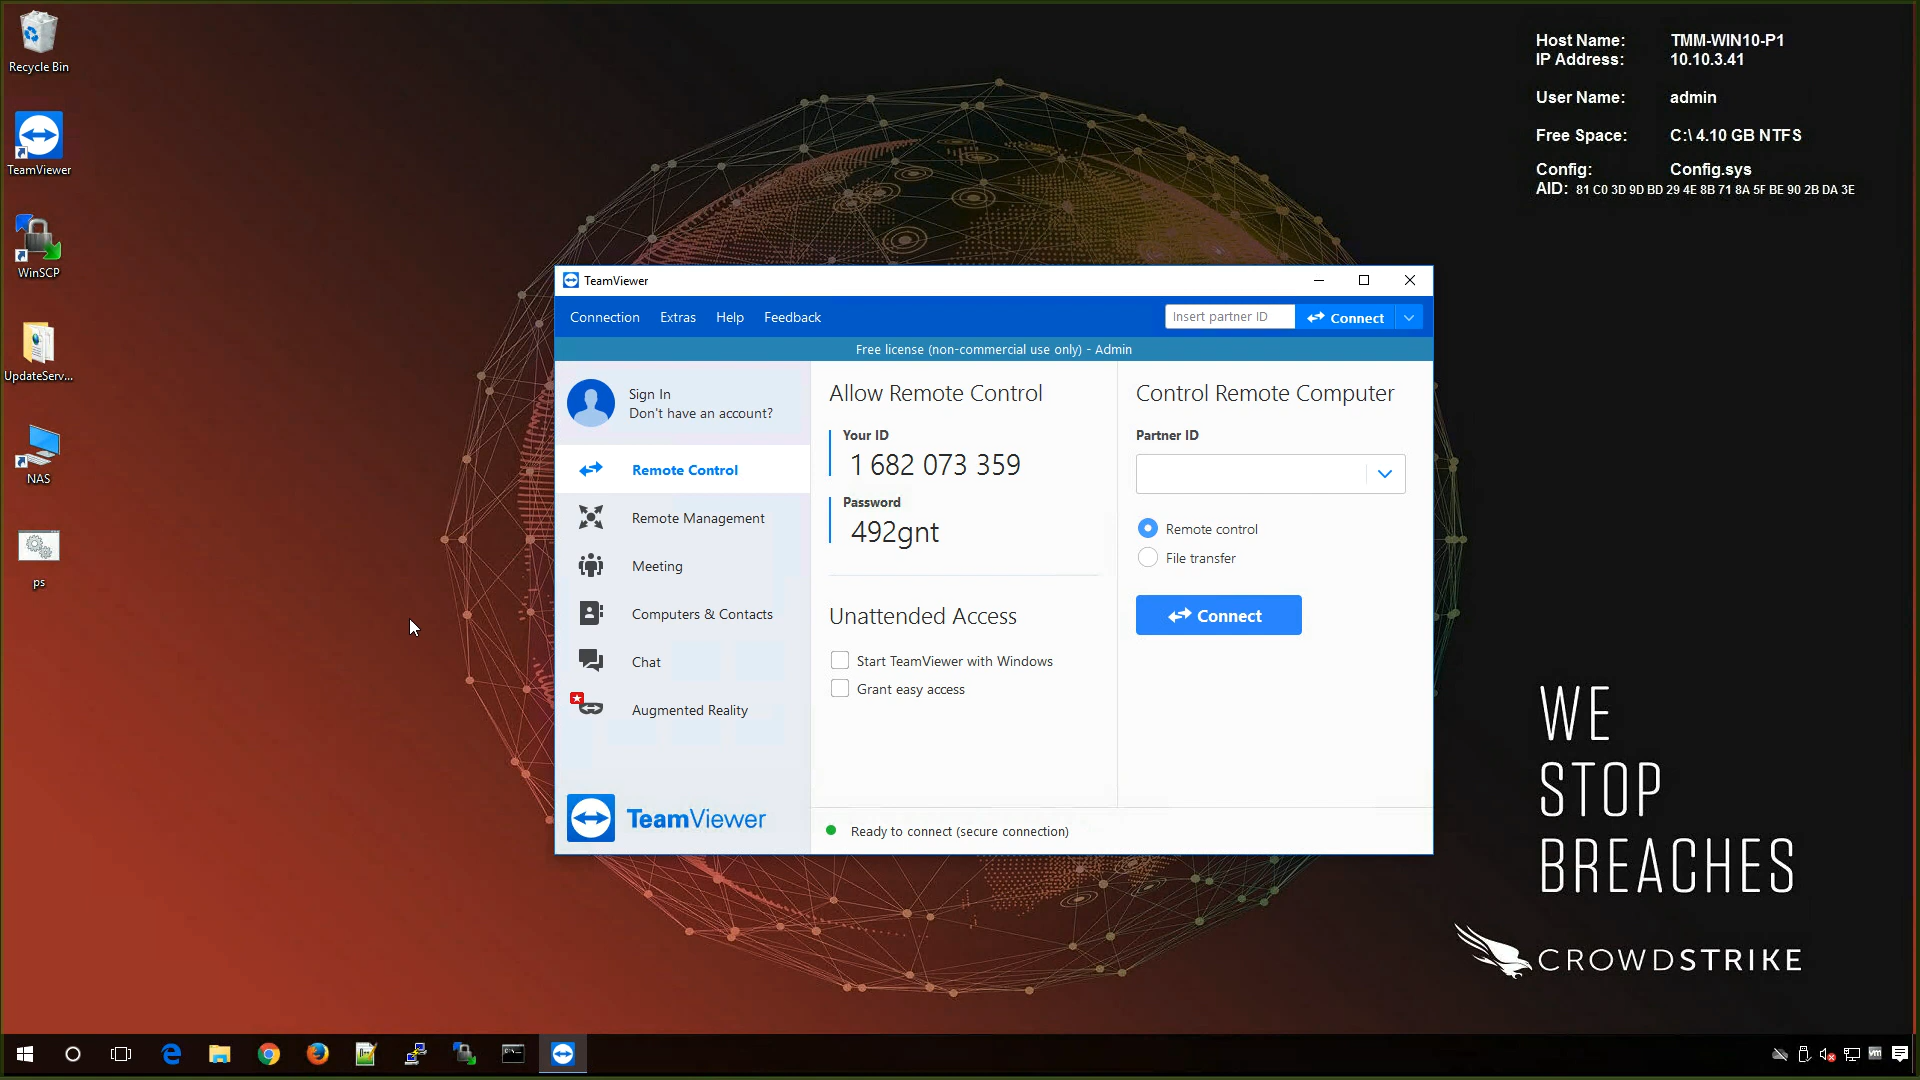 Recycle Bin
TeamViewer
WinSCP
UpdateServ...
NAS
ps
Host Name: TMM-WIN10-P1
IP Address: 10.10.3.41
User Name: admin
Free Space: C:\ 4.10 GB NTFS
Config: Config.sys
AID: 81 C0 3D 9D BD 29 4E 8B 71 8A 5F BE 90 2B DA 3E
TeamViewer
Connection Extras Help Feedback
Insert partner ID Connect
Free license (non-commercial use only) - Admin
Sign In
Don't have an account?
Remote Control
Remote Management
Meeting
Computers & Contacts
Chat
Augmented Reality
TeamViewer
Allow Remote Control
Your ID
1 682 073 359
Password
492gnt
Unattended Access
Start TeamViewer with Windows
Grant easy access
Control Remote Computer
Partner ID
Remote control
File transfer
Connect
Ready to connect (secure connection)
WE
STOP
BREACHES
CROWDSTRIKE
vm